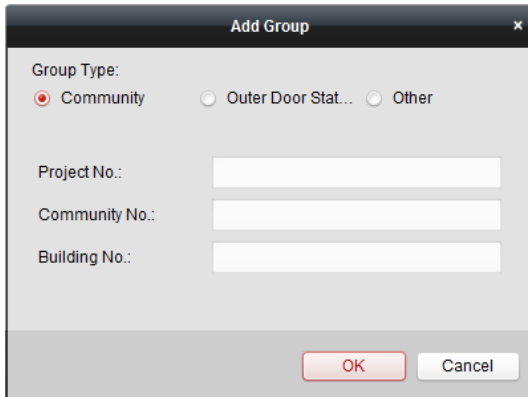 Add Group ×
Group Type:
Community Outer Door Stat... Other
Project No.:
Community No.:
Building No.:
OK Cancel